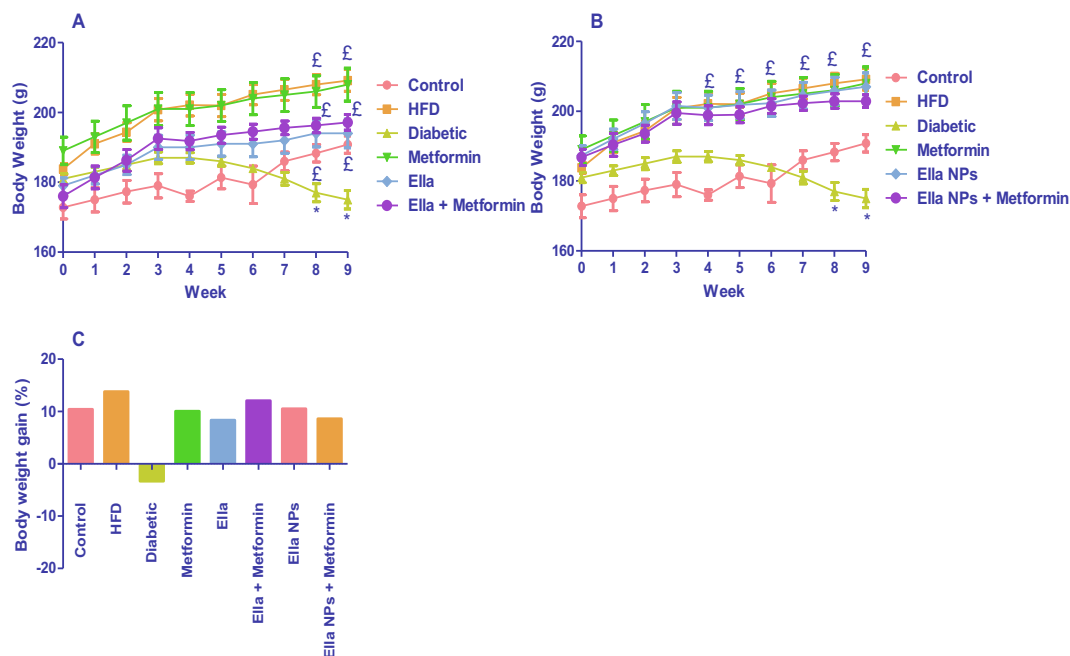 A
Body Weight (g)
220
200
180
160
£
£
£
£
£
£
*
*
0 1 2 3 4 5 6 7 8 9
Week
Control
HFD
Diabetic
Metformin
Ella
Ella + Metformin
B
Body Weight (g)
220
200
180
160
£ £ £ £ £ £
*
*
0 1 2 3 4 5 6 7 8 9
Week
Control
HFD
Diabetic
Metformin
Ella NPs
Ella NPs + Metformin
C
Body weight gain (%)
20
10
0
-10
-20
Control
HFD
Diabetic
Metformin
Ella
Ella + Metformin
Ella NPs
Ella NPs + Metformin